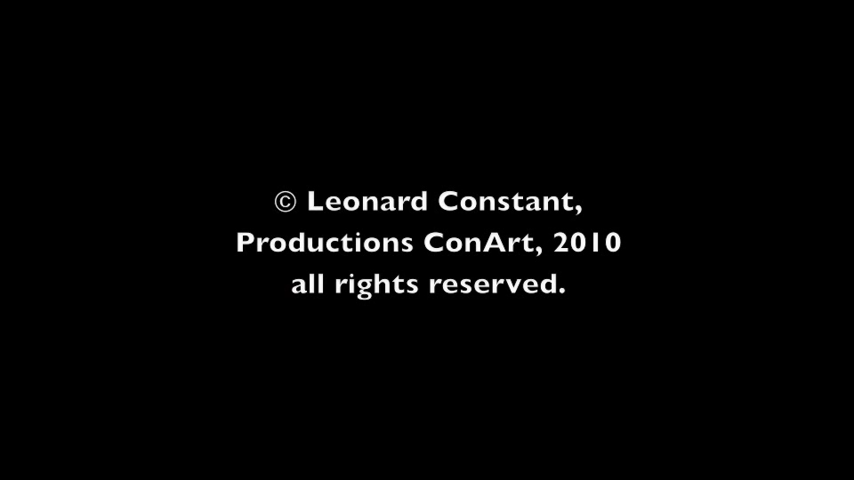 © Leonard Constant,
Productions ConArt, 2010
all rights reserved.